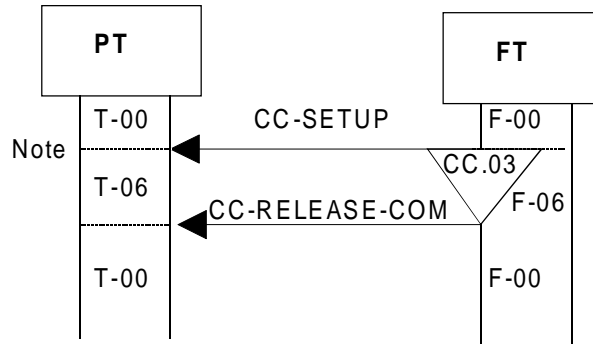 PT
FT
T-00
CC-SETUP
F-00
Note
CC.03
T-06
F-06
CC-RELEASE-COM
T-00
F-00